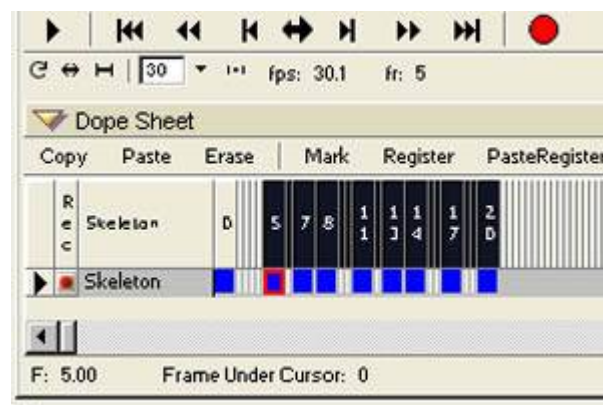 30 fps: 30.1 fr: 5
Dope Sheet
Copy Paste Erase Mark Register PasteRegister
Rec Skeleton 0 5 7 8 11 13 14 17 20
Skeleton
F: 5.00 Frame Under Cursor: 0